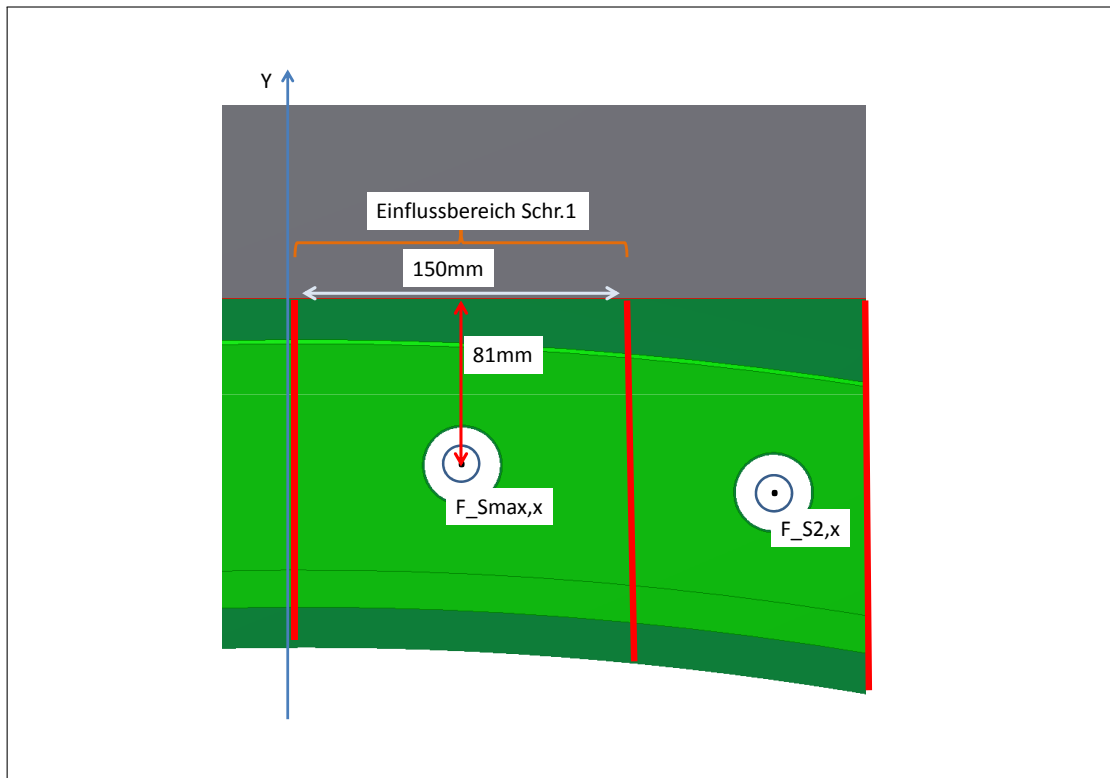 Y
Einflussbereich Schr.1
150mm
81mm
F_Smax,x
F_S2,x